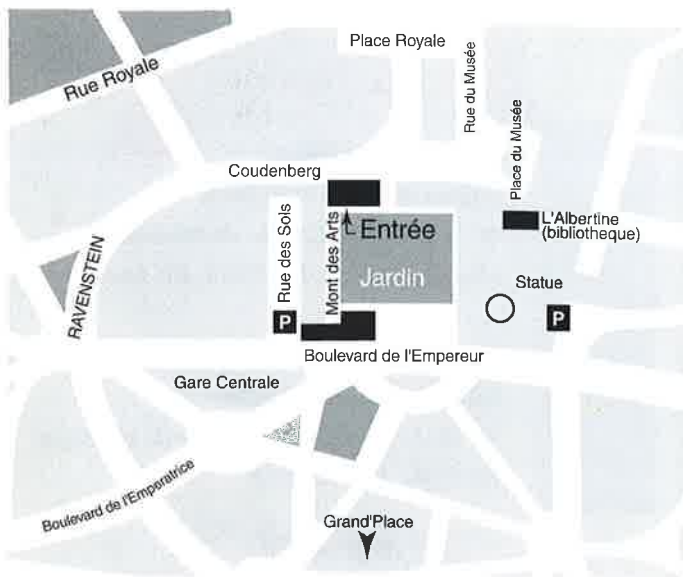 Place Royale
Rue Royale
Rue du Musée
Place du Musée
Coudenberg
L'Albertine
(bibliotheque)
Entrée
Rue des Sols
Mont des Arts
RAVENSTEIN
Jardin
Statue
P
P
Boulevard de l'Empereur
Gare Centrale
Boulevard de l'Emperatrice
Grand'Place